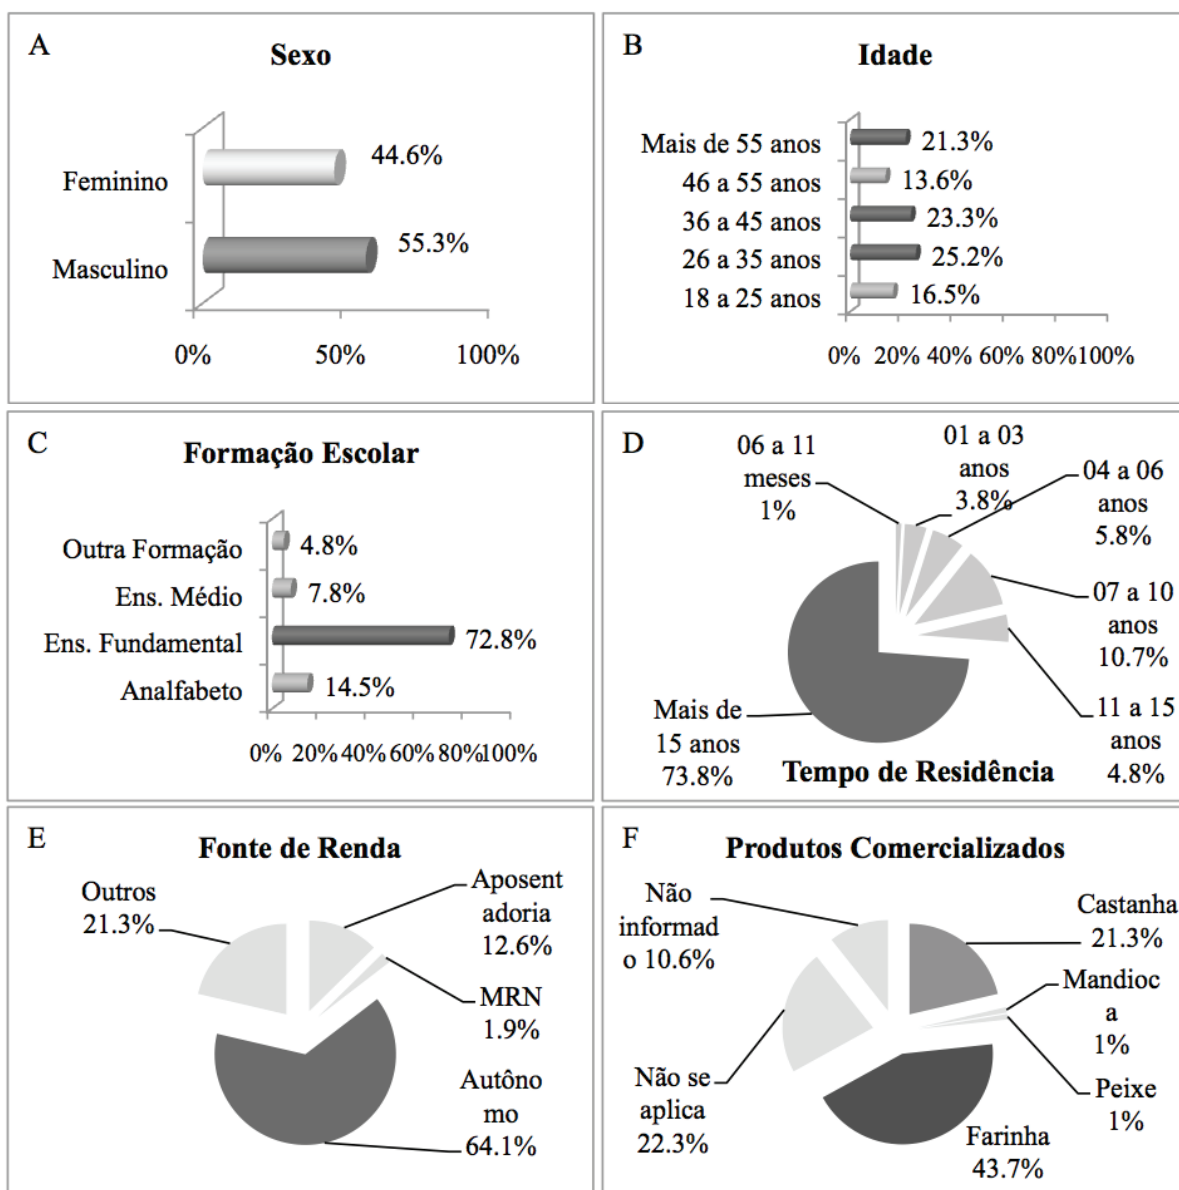 A
Sexo
Feminino
44.6%
Masculino
55.3%
0% 50% 100%
B
Idade
Mais de 55 anos
21.3%
46 a 55 anos
13.6%
36 a 45 anos
23.3%
26 a 35 anos
25.2%
18 a 25 anos
16.5%
0% 20% 40% 60% 80%100%
C
Formação Escolar
Outra Formação
4.8%
Ens. Médio
7.8%
Ens. Fundamental
72.8%
Analfabeto
14.5%
0% 20% 40% 60% 80%100%
D
06 a 11
meses
1%
01 a 03
anos
3.8%
04 a 06
anos
5.8%
07 a 10
anos
10.7%
11 a 15
anos
4.8%
Mais de
15 anos
73.8%
Tempo de Residência
E
Fonte de Renda
Outros
21.3%
Aposent
adoria
12.6%
MRN
1.9%
Autôno
mo
64.1%
F
Produtos Comercializados
Não
informad
o 10.6%
Castanha
21.3%
Mandioc
a
1%
Peixe
1%
Não se
aplica
22.3%
Farinha
43.7%